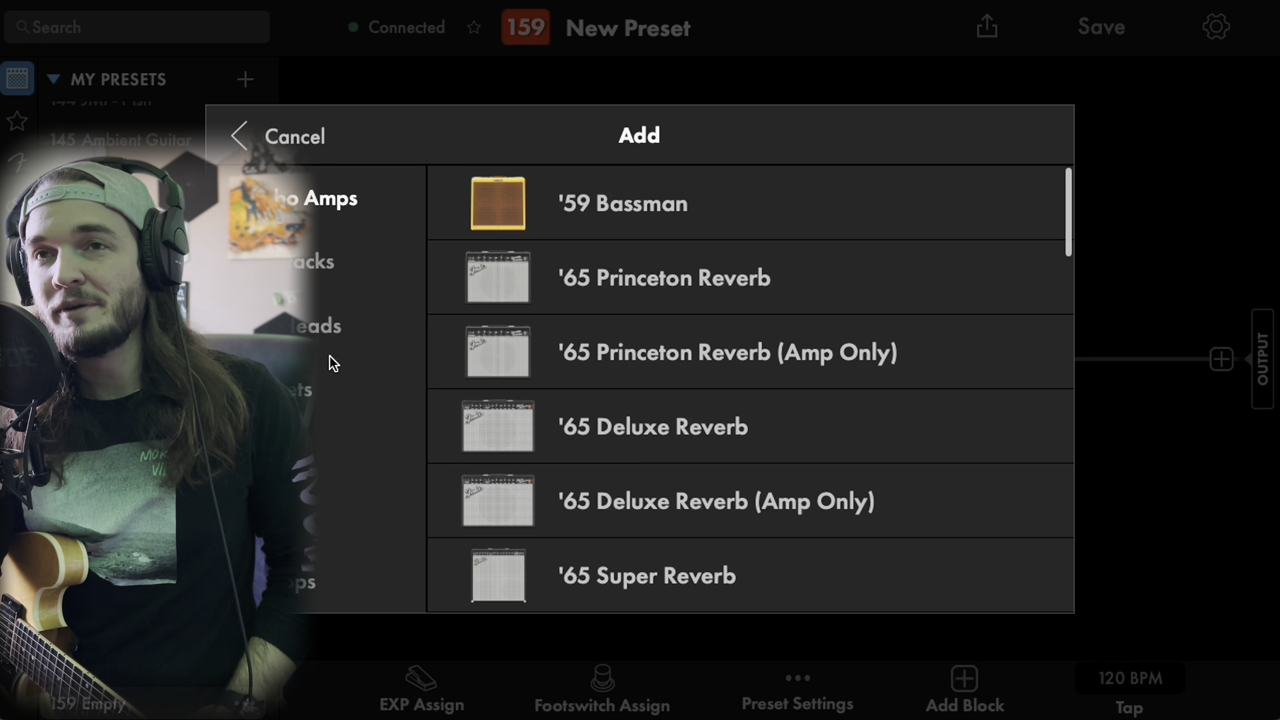 Search
Connected
159
New Preset
Save
MY PRESETS
145 Ambient Guitar
Cancel
Add
Amps
'59 Bassman
'65 Princeton Reverb
'65 Princeton Reverb (Amp Only)
'65 Deluxe Reverb
'65 Deluxe Reverb (Amp Only)
'65 Super Reverb
OUTPUT
159 Empty
EXP Assign
Footswitch Assign
Preset Settings
Add Block
120 BPM
Tap